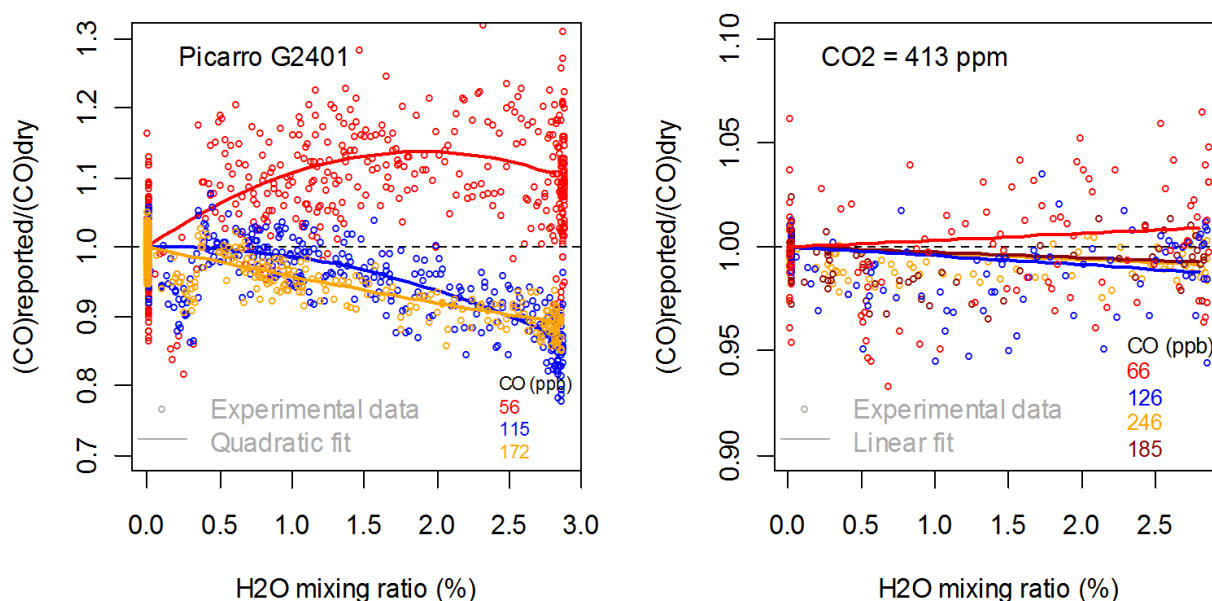 Picarro G2401
(CO)reported/(CO)dry
1.3
1.2
1.1
1.0
0.9
0.8
0.7
CO (ppb)
56
115
172
Experimental data
Quadratic fit
0.0 0.5 1.0 1.5 2.0 2.5 3.0
H2O mixing ratio (%)
CO2 = 413 ppm
(CO)reported/(CO)dry
1.10
1.05
1.00
0.95
0.90
CO (ppb)
66
126
246
185
Experimental data
Linear fit
0.0 0.5 1.0 1.5 2.0 2.5
H2O mixing ratio (%)